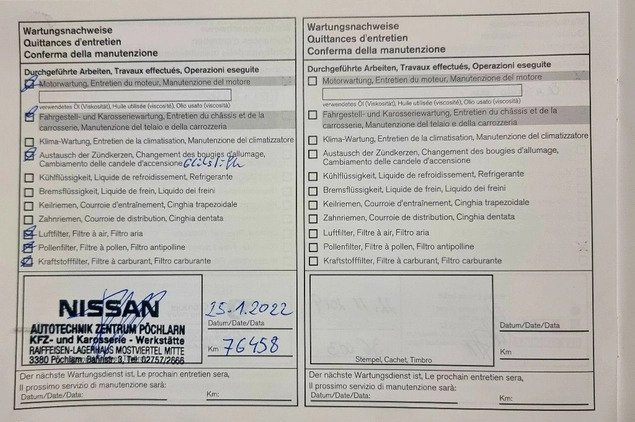 Wartungsnachweise
Quittances d'entretien
Conferma della manutenzione
Durchgeführte Arbeiten, Travaux effectués, Operazioni eseguite
Motorwartung, Entretien du moteur, Manutenzione del motore
verwendetes Öl (Viskosität), Huile utilisée (viscosité), Olio usato (viscosità)
Fahrgestell- und Karosseriewartung, Entretien du châssis et de la
carrosserie, Manutenzione del telaio e della carrozzeria
Klima-Wartung, Entretien de la climatisation, Manutenzione del climatizzatore
Austausch der Zündkerzen, Changement des bougies d'allumage,
Cambiamento delle candele d'accensione
Kühlflüssigkeit, Liquide de refroidissement, Refrigerante
Bremsflüssigkeit, Liquide de frein, Liquido dei freini
Keilriemen, Courroie d'entraînement, Cinghia trapezoidale
Zahnriemen, Courroie de distribution, Cinghia dentata
Luftfilter, Filtre à air, Filtro aria
Pollenfilter, Filtre à pollen, Filtro antipolline
Kraftstofffilter, Filtre à carburant, Filtro carburante
NISSAN
AUTOTECHNIK ZENTRUM PÖCHLARN
KFZ- und Karosserie - Werkstätte
RAIFFEISEN-LAGERHAUS MOSTVIERTEL MITTE
3380 Pöchlarn, Bahnstr. 3, Tel. 02757/2666
25.1.2022
Datum/Date/Data
Km 76458
Der nächste Wartungsdienst ist, Le prochain entretien sera,
Il prossimo servizio di manutenzione sarà:
Datum/Date/Data: Km:
Wartungsnachweise
Quittances d'entretien
Conferma della manutenzione
Durchgeführte Arbeiten, Travaux effectués, Operazioni eseguite
Motorwartung, Entretien du moteur, Manutenzione del motore
verwendetes Öl (Viskosität), Huile utilisée (viscosité), Olio usato (viscosità)
Fahrgestell- und Karosseriewartung, Entretien du châssis et de la
carrosserie, Manutenzione del telaio e della carrozzeria
Klima-Wartung, Entretien de la climatisation, Manutenzione del climatizzatore
Austausch der Zündkerzen, Changement des bougies d'allumage,
Cambiamento delle candele d'accensione
Kühlflüssigkeit, Liquide de refroidissement, Refrigerante
Bremsflüssigkeit, Liquide de frein, Liquido dei freini
Keilriemen, Courroie d'entraînement, Cinghia trapezoidale
Zahnriemen, Courroie de distribution, Cinghia dentata
Luftfilter, Filtre à air, Filtro aria
Pollenfilter, Filtre à pollen, Filtro antipolline
Kraftstofffilter, Filtre à carburant, Filtro carburante
Stempel, Cachet, Timbro
Datum/Date/Data
Km
Der nächste Wartungsdienst ist, Le prochain entretien sera,
Il prossimo servizio di manutenzione sarà:
Datum/Date/Data: Km: